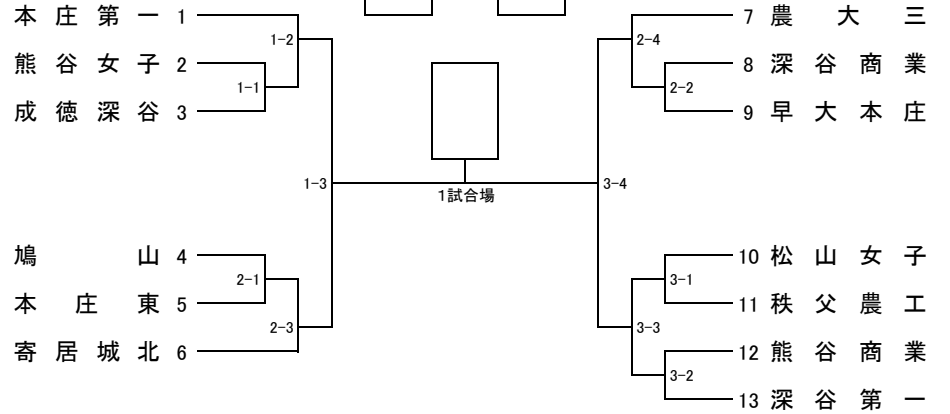 本庄第一 1
1-2
熊谷女子 2
1-1
成徳深谷 3
1-3
鳩山 4
2-1
本庄東 5
2-3
寄居城北 6
1試合場
7 農大三
2-4
8 深谷商業
2-2
9 早大本庄
3-4
10 松山女子
3-1
11 秩父農工
3-3
12 熊谷商業
3-2
13 深谷第一